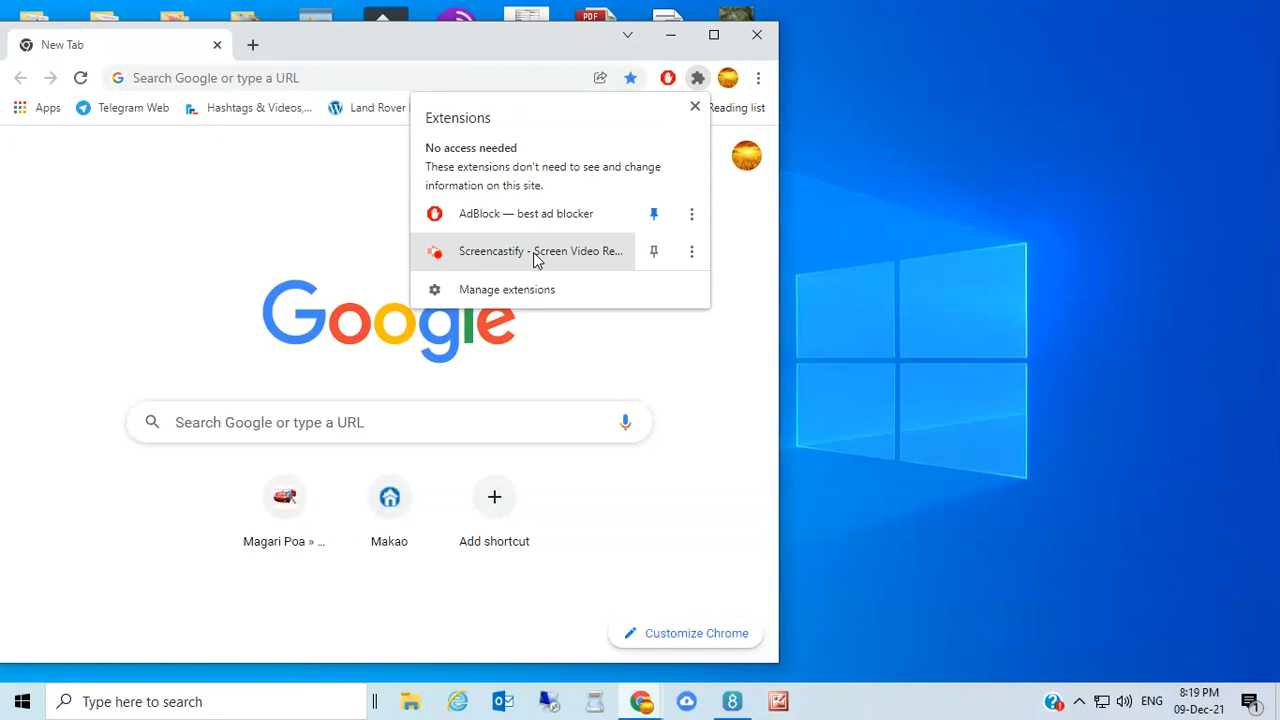 PDF
New Tab
Search Google or type a URL
Apps
Telegram Web
Hashtags & Videos,...
Land Rover
Reading list
Extensions
No access needed
These extensions don't need to see and change
information on this site.
AdBlock — best ad blocker
Screencastify - Screen Video Re...
Manage extensions
Google
Search Google or type a URL
Magari Poa » ...
Makao
Add shortcut
Customize Chrome
Type here to search
ENG
8:19 PM
09-Dec-21
1